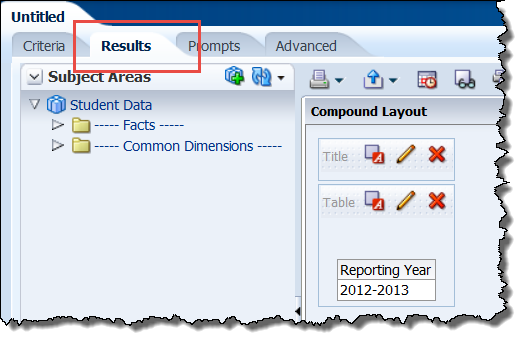 Untitled
Criteria Results Prompts Advanced
Subject Areas
Student Data
----- Facts -----
----- Common Dimensions -----
Compound Layout
Title
Table
Reporting Year
2012-2013